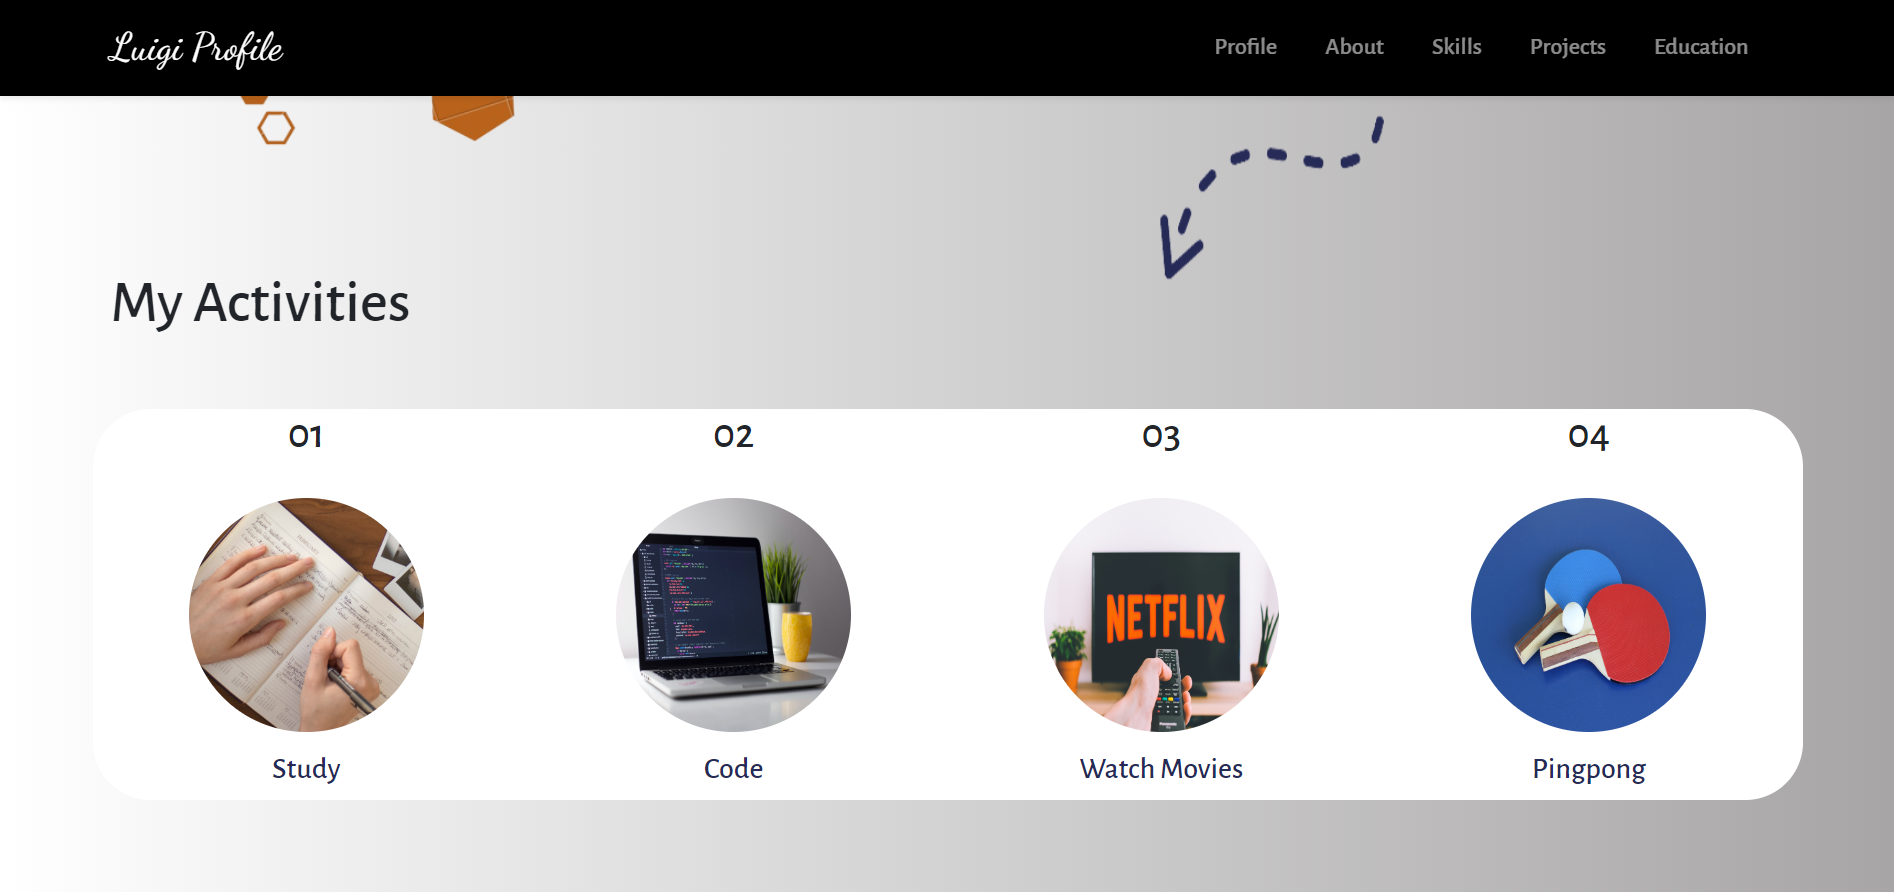 Luigi Profile
Profile About Skills Projects Education
My Activities
01 02 03 04
NETFLIX
Study Code Watch Movies Pingpong